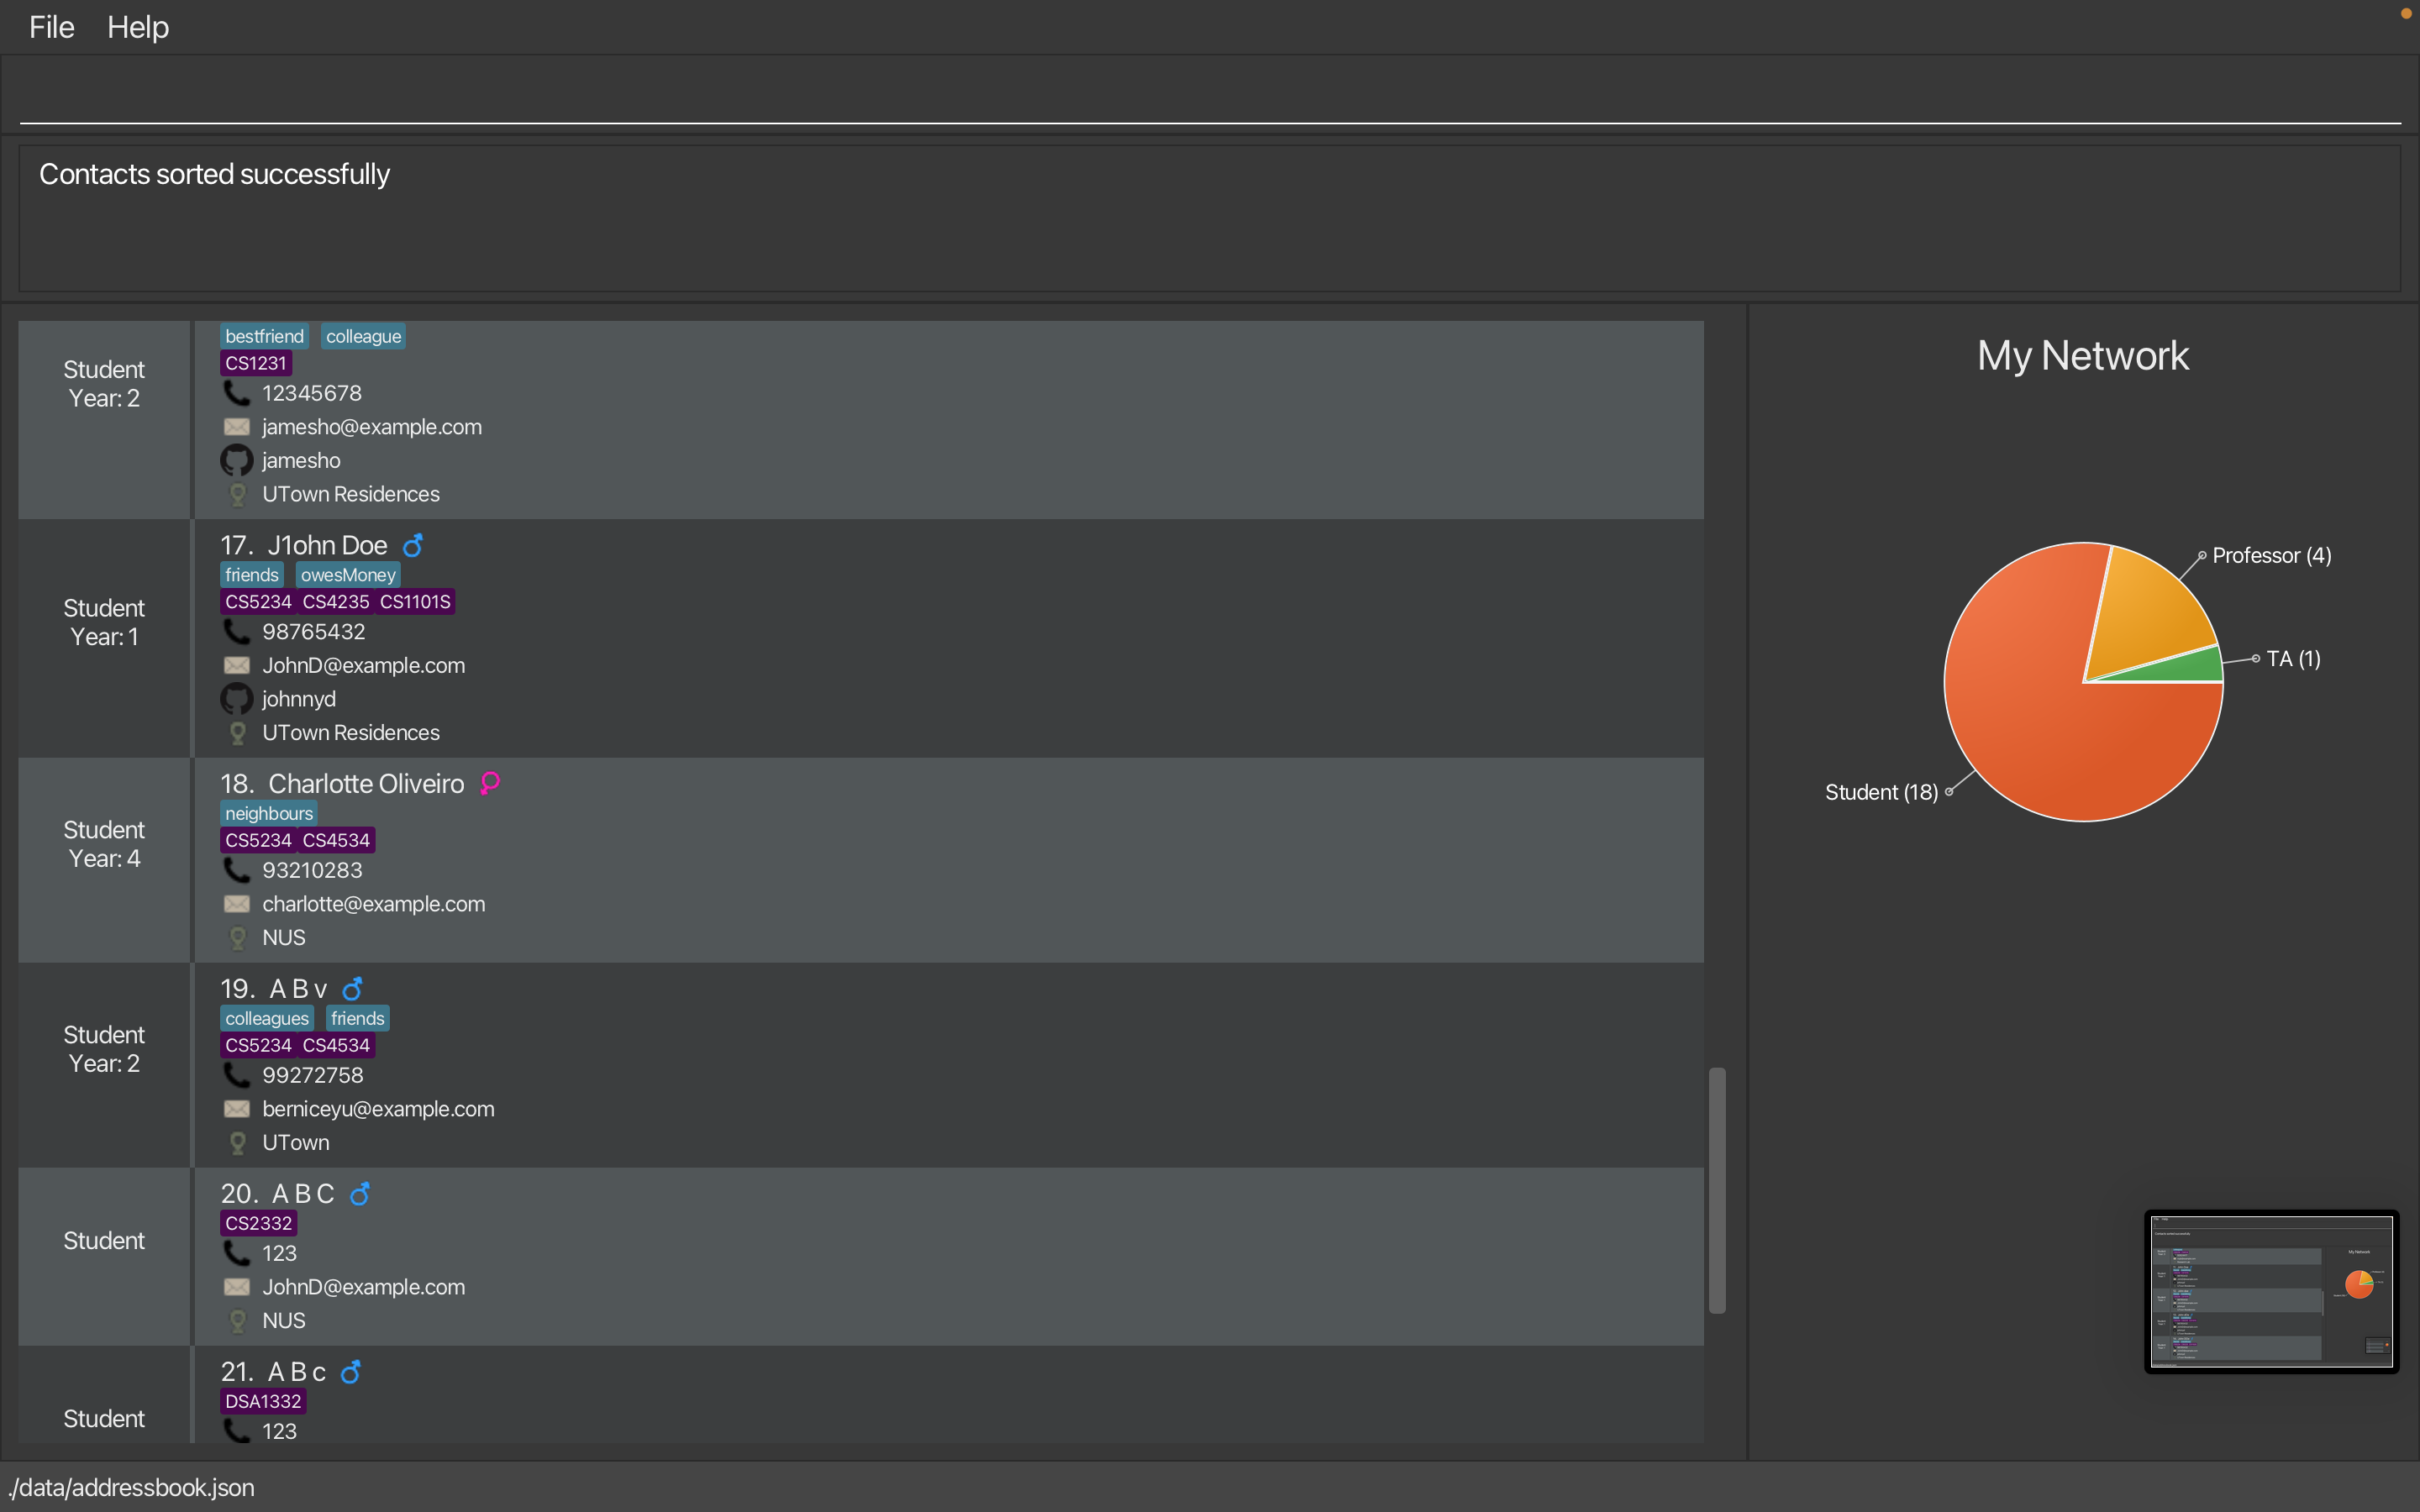 File Help
Contacts sorted successfully
Student
Year: 2
bestfriend colleague
CS1231
12345678
jamesho@example.com
jamesho
UTown Residences
Student
Year: 1
17. J1ohn Doe
friends owesMoney
CS5234 CS4235 CS1101S
98765432
JohnD@example.com
johnnyd
UTown Residences
Student
Year: 4
18. Charlotte Oliveiro
neighbours
CS5234 CS4534
93210283
charlotte@example.com
NUS
Student
Year: 2
19. A B v
colleagues friends
CS5234 CS4534
99272758
berniceyu@example.com
UTown
Student
20. A B C
CS2332
123
JohnD@example.com
NUS
Student
21. A B c
DSA1332
123
My Network
Professor (4)
TA (1)
Student (18)
./data/addressbook.json